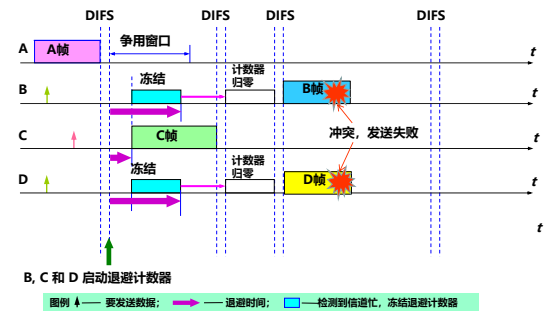 DIFS DIFS DIFS DIFS
A A帧 争用窗口 t
B 冻结 计数器 归零 B帧 t
C C帧 冲突，发送失败 t
D 冻结 计数器 归零 D帧 t
t
B, C 和 D 启动退避计数器
图例 要发送数据； 退避时间； 检测到信道忙，冻结退避计数器